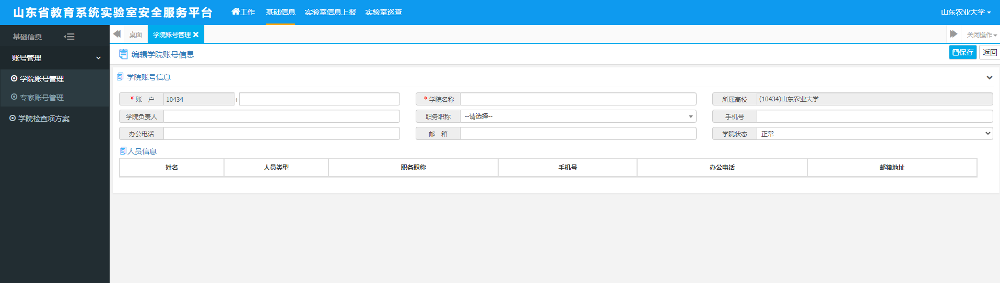 山东省教育系统实验室安全服务平台 工作 基础信息 实验室信息上报 实验室巡查 山东农业大学
基础信息 桌面 学院账号管理 关闭操作
账号管理
学院账号管理
专家账号管理
学院检查项方案
编辑学院账号信息 保存 返回
学院账号信息
* 账 户 10434 + * 学院名称 所属高校 (10434)山东农业大学
学院负责人 职务职称 --请选择-- 手机号
办公电话 邮 箱 学院状态 正常
人员信息
姓名 人员类型 职务职称 手机号 办公电话 邮箱地址